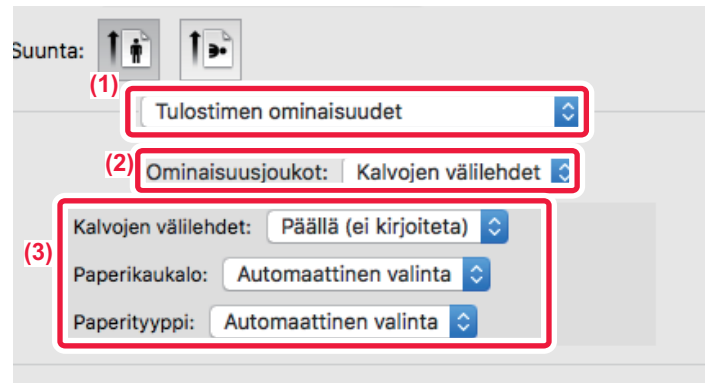 Suunta:
(1)
Tulostimen ominaisuudet
(2)
Ominaisuusjoukot: Kalvojen välilehdet
(3)
Kalvojen välilehdet: Päällä (ei kirjoiteta)
Paperikaukalo: Automaattinen valinta
Paperityyppi: Automaattinen valinta